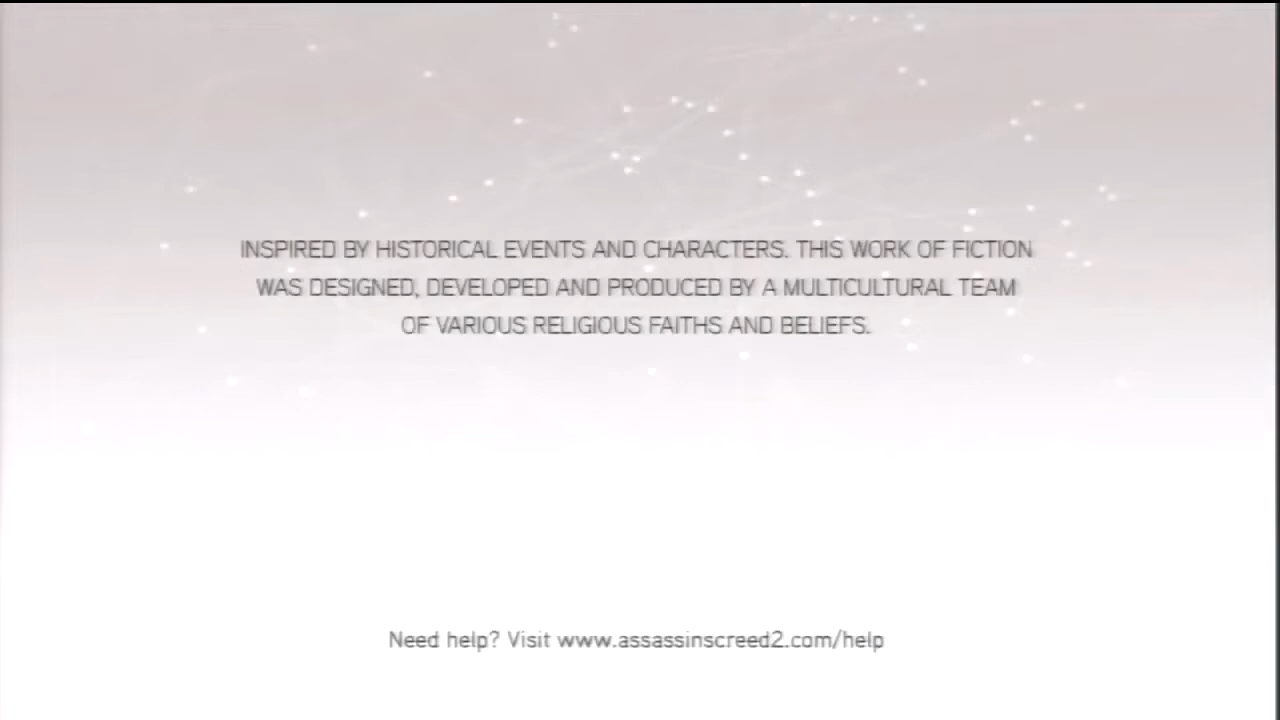 INSPIRED BY HISTORICAL EVENTS AND CHARACTERS. THIS WORK OF FICTION
WAS DESIGNED, DEVELOPED AND PRODUCED BY A MULTICULTURAL TEAM
OF VARIOUS RELIGIOUS FAITHS AND BELIEFS.
Need help? Visit www.assassinscreed2.com/help